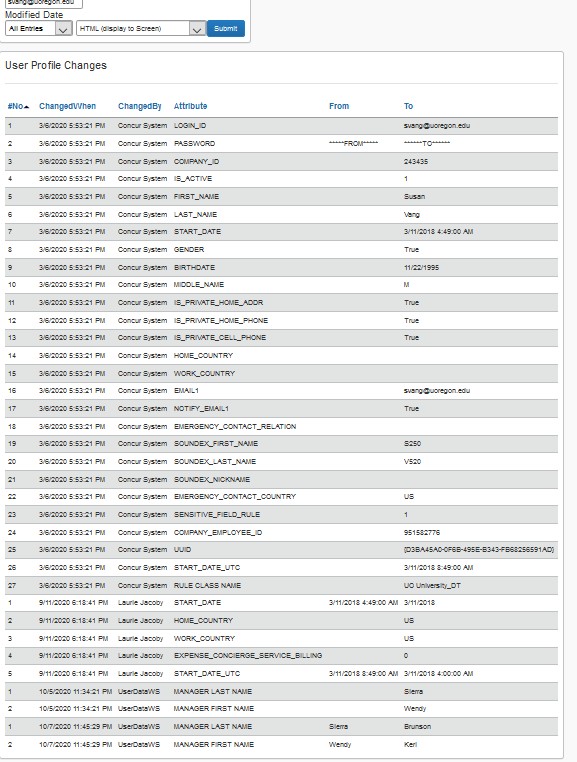 svang@uoregon.edu
Modified Date
All Entries HTML (display to Screen) Submit
User Profile Changes
#No ChangedWhen ChangedBy Attribute From To
1 3/6/2020 5:53:21 PM Concur System LOGIN_ID svang@uoregon.edu
2 3/6/2020 5:53:21 PM Concur System PASSWORD *****FROM***** ******TO******
3 3/6/2020 5:53:21 PM Concur System COMPANY_ID 243435
4 3/6/2020 5:53:21 PM Concur System IS_ACTIVE 1
5 3/6/2020 5:53:21 PM Concur System FIRST_NAME Susan
6 3/6/2020 5:53:21 PM Concur System LAST_NAME Vang
7 3/6/2020 5:53:21 PM Concur System START_DATE 3/11/2018 4:49:00 AM
8 3/6/2020 5:53:21 PM Concur System GENDER True
9 3/6/2020 5:53:21 PM Concur System BIRTHDATE 11/22/1995
10 3/6/2020 5:53:21 PM Concur System MIDDLE_NAME M
11 3/6/2020 5:53:21 PM Concur System IS_PRIVATE_HOME_ADDR True
12 3/6/2020 5:53:21 PM Concur System IS_PRIVATE_HOME_PHONE True
13 3/6/2020 5:53:21 PM Concur System IS_PRIVATE_CELL_PHONE True
14 3/6/2020 5:53:21 PM Concur System HOME_COUNTRY
15 3/6/2020 5:53:21 PM Concur System WORK_COUNTRY
16 3/6/2020 5:53:21 PM Concur System EMAIL1 svang@uoregon.edu
17 3/6/2020 5:53:21 PM Concur System NOTIFY_EMAIL1 True
18 3/6/2020 5:53:21 PM Concur System EMERGENCY_CONTACT_RELATION
19 3/6/2020 5:53:21 PM Concur System SOUNDEX_FIRST_NAME S250
20 3/6/2020 5:53:21 PM Concur System SOUNDEX_LAST_NAME V520
21 3/6/2020 5:53:21 PM Concur System SOUNDEX_NICKNAME
22 3/6/2020 5:53:21 PM Concur System EMERGENCY_CONTACT_COUNTRY US
23 3/6/2020 5:53:21 PM Concur System SENSITIVE_FIELD_RULE 1
24 3/6/2020 5:53:21 PM Concur System COMPANY_EMPLOYEE_ID 951582776
25 3/6/2020 5:53:21 PM Concur System UUID {D3BA45A0-0F6B-495E-B343-FB68256591AD}
26 3/6/2020 5:53:21 PM Concur System START_DATE_UTC 3/11/2018 8:49:00 AM
27 3/6/2020 5:53:21 PM Concur System RULE CLASS NAME UO University_DT
1 9/11/2020 6:18:41 PM Laurie Jacoby START_DATE 3/11/2018 4:49:00 AM 3/11/2018
2 9/11/2020 6:18:41 PM Laurie Jacoby HOME_COUNTRY US
3 9/11/2020 6:18:41 PM Laurie Jacoby WORK_COUNTRY US
4 9/11/2020 6:18:41 PM Laurie Jacoby EXPENSE_CONCIERGE_SERVICE_BILLING 0
5 9/11/2020 6:18:41 PM Laurie Jacoby START_DATE_UTC 3/11/2018 8:49:00 AM 3/11/2018 4:00:00 AM
1 10/5/2020 11:34:21 PM UserDataWS MANAGER LAST NAME Sierra
2 10/5/2020 11:34:21 PM UserDataWS MANAGER FIRST NAME Wendy
1 10/7/2020 11:45:29 PM UserDataWS MANAGER LAST NAME Sierra Brunson
2 10/7/2020 11:45:29 PM UserDataWS MANAGER FIRST NAME Wendy Keri